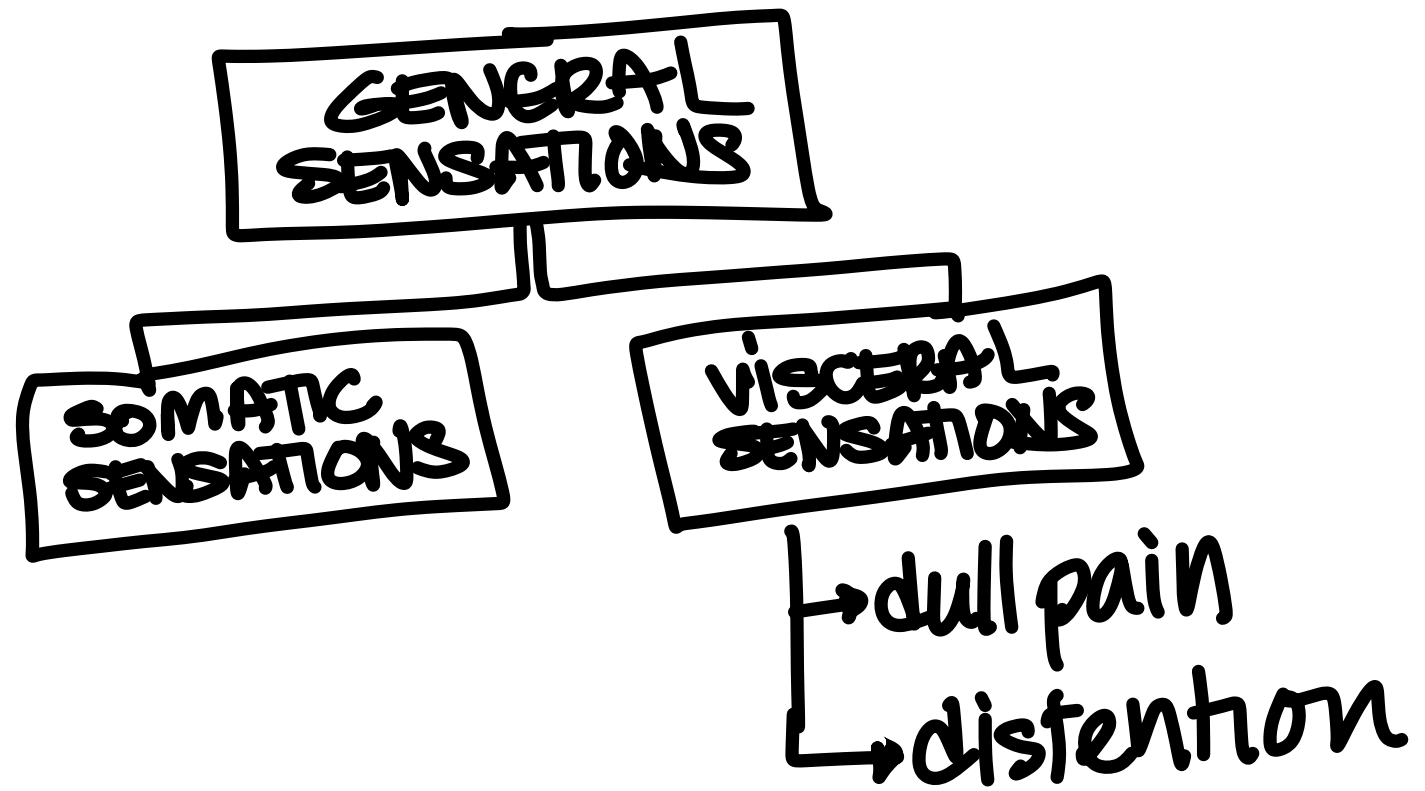 GENERAL
SENSATIONS
SOMATIC
SENSATIONS
VISCERAL
SENSATIONS
dull pain
distention